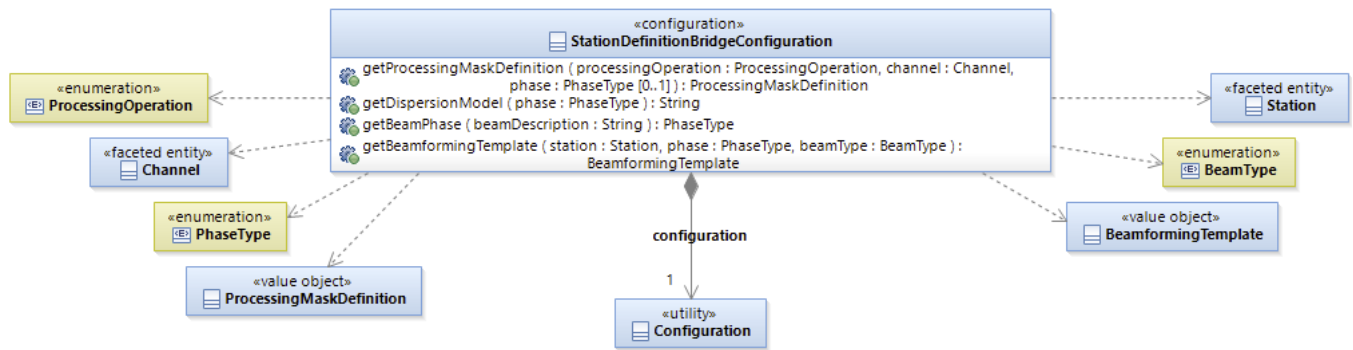 «configuration»
StationDefinitionBridgeConfiguration
getProcessingMaskDefinition ( processingOperation : ProcessingOperation, channel : Channel,
phase : PhaseType [0..1] ) : ProcessingMaskDefinition
getDispersionModel ( phase : PhaseType ) : String
getBeamPhase ( beamDescription : String ) : PhaseType
getBeamformingTemplate ( station : Station, phase : PhaseType, beamType : BeamType ) :
BeamformingTemplate
«enumeration»
ProcessingOperation
«faceted entity»
Channel
«enumeration»
PhaseType
«value object»
ProcessingMaskDefinition
configuration
1
«utility»
Configuration
«faceted entity»
Station
«enumeration»
BeamType
«value object»
BeamformingTemplate